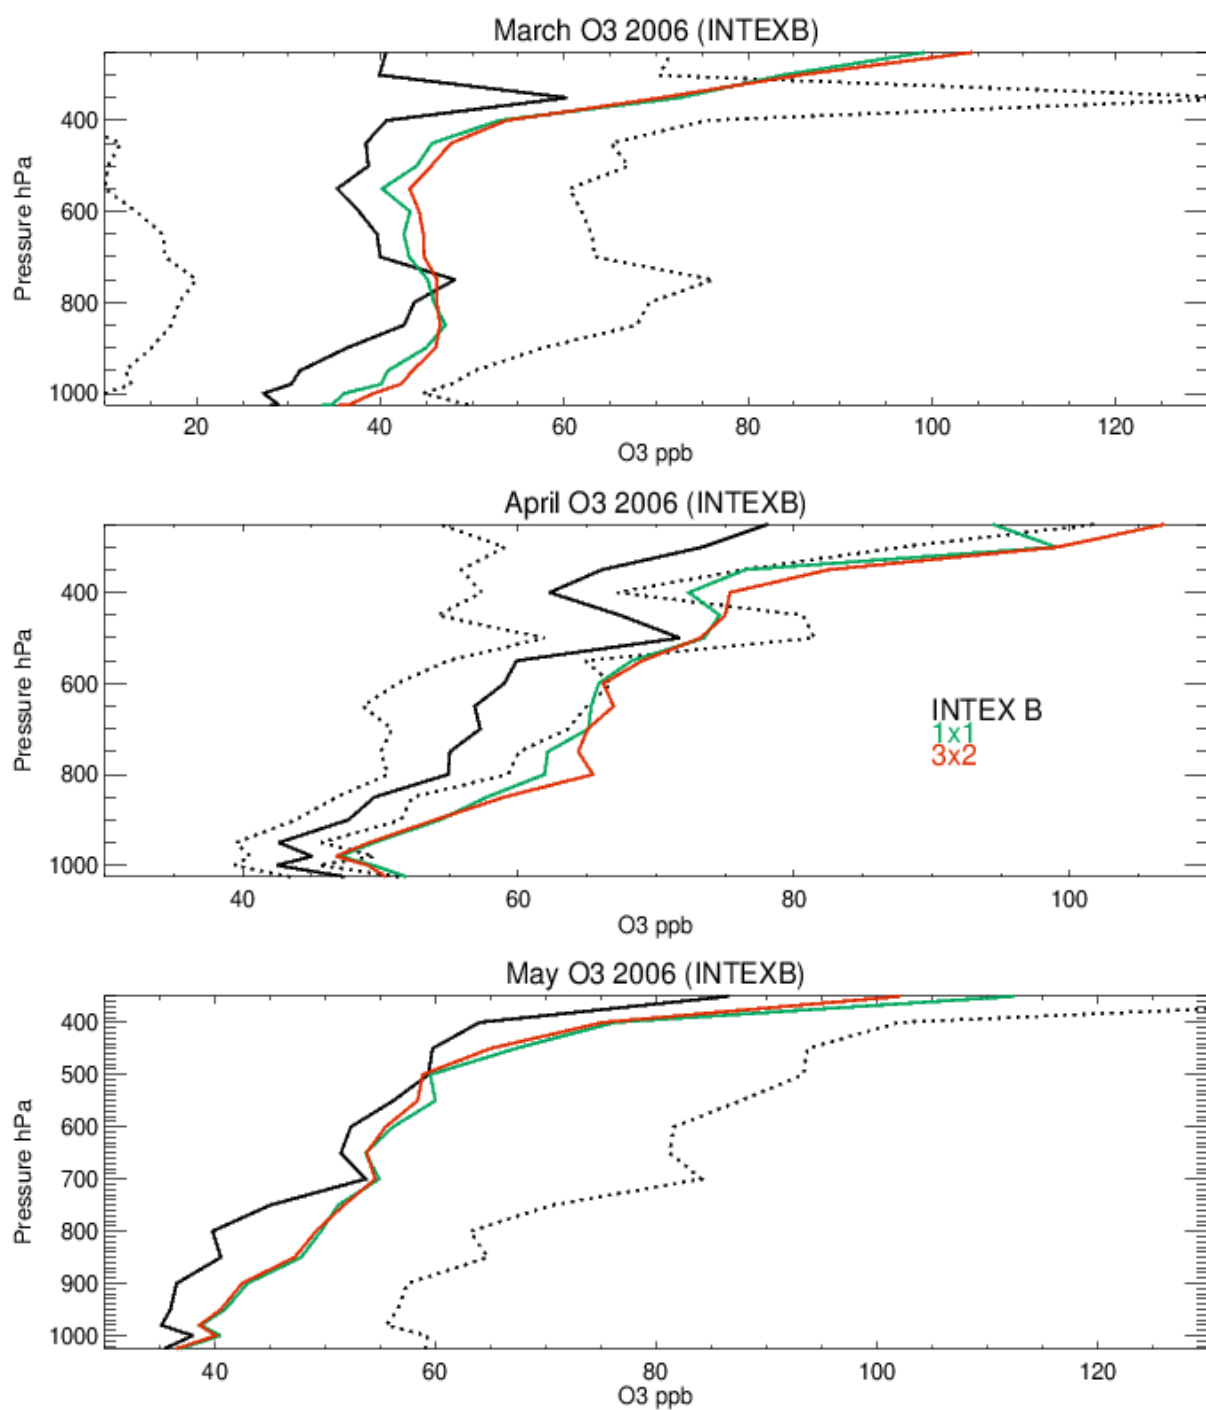 March O3 2006 (INTEXB)
Pressure hPa
400
600
800
1000
20 40 60 80 100 120
O3 ppb
April O3 2006 (INTEXB)
Pressure hPa
400
600
800
1000
INTEX B
1x1
3x2
40 60 80 100
O3 ppb
May O3 2006 (INTEXB)
Pressure hPa
400
500
600
700
800
900
1000
40 60 80 100 120
O3 ppb